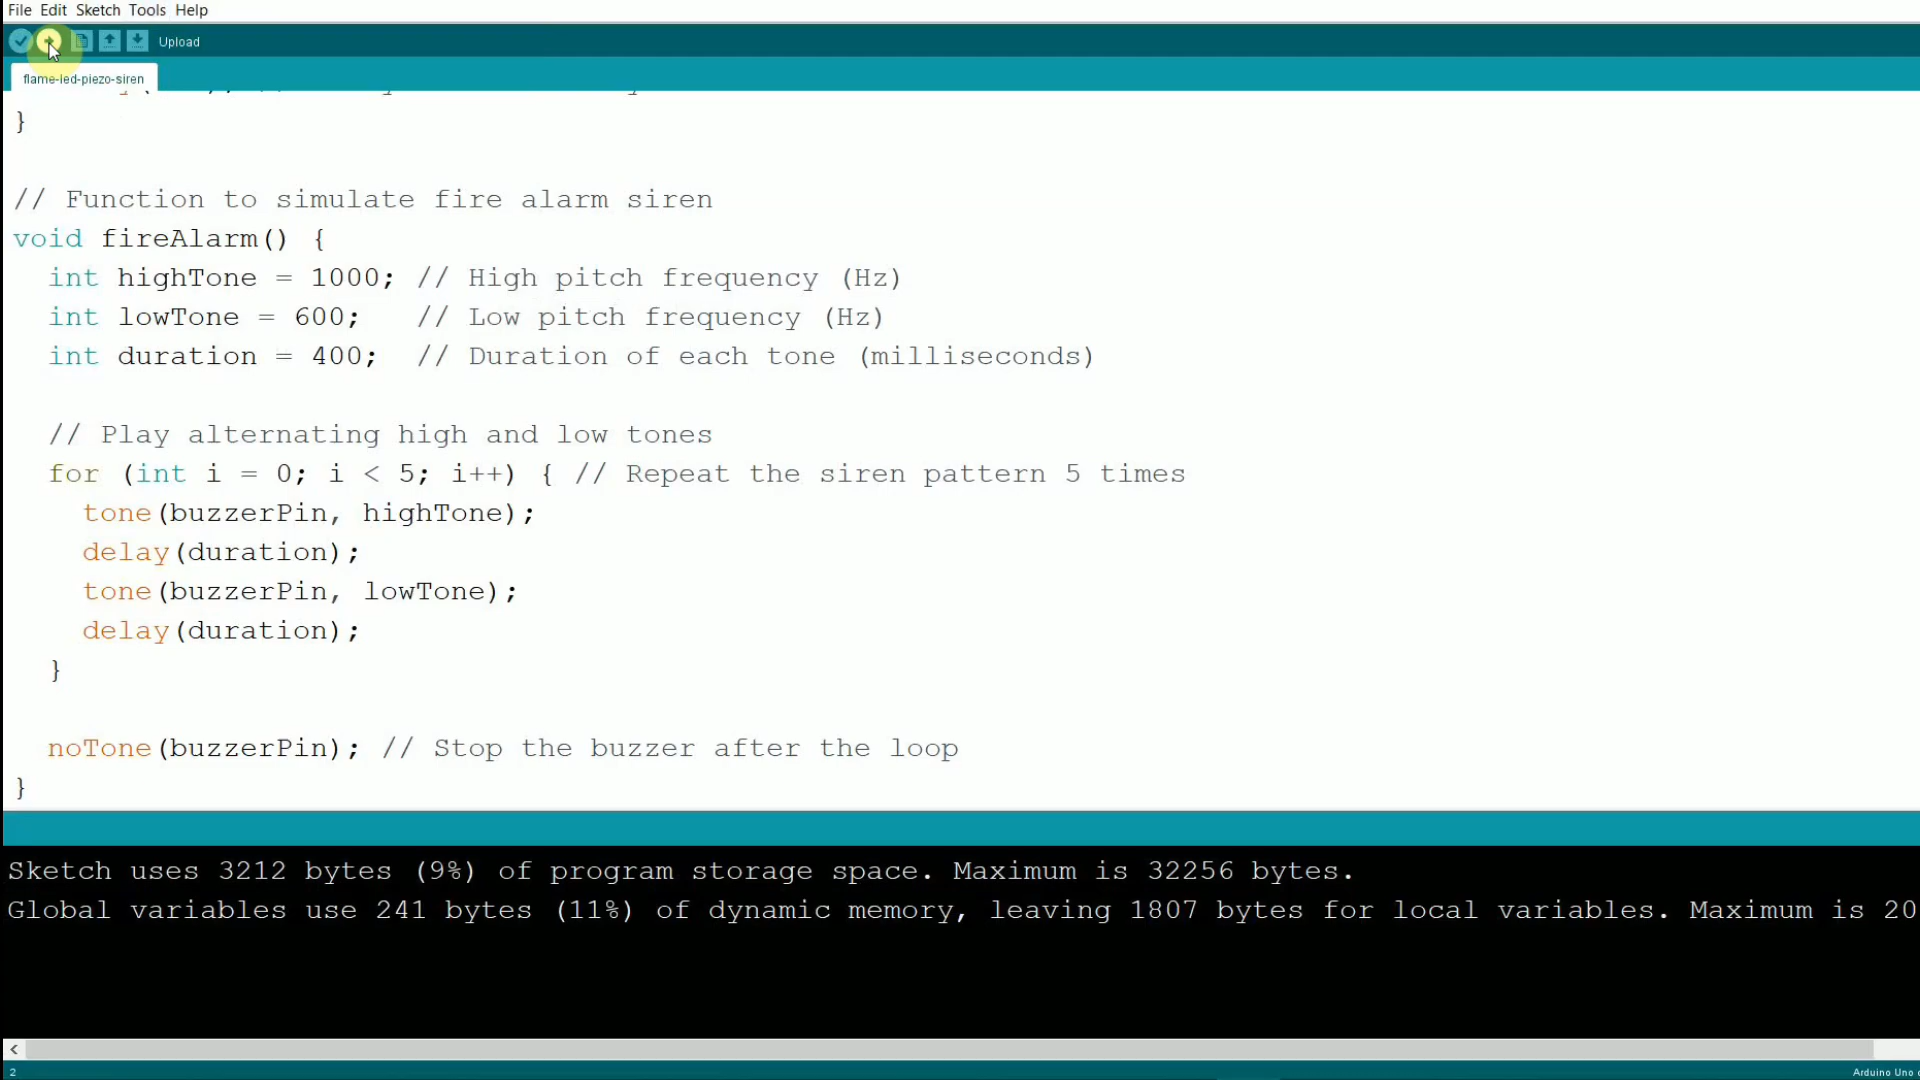 File Edit Sketch Tools Help
Upload
flame-led-piezo-siren
}
// Function to simulate fire alarm siren
void fireAlarm() {
  int highTone = 1000; // High pitch frequency (Hz)
  int lowTone = 600;   // Low pitch frequency (Hz)
  int duration = 400;  // Duration of each tone (milliseconds)
  // Play alternating high and low tones
  for (int i = 0; i < 5; i++) { // Repeat the siren pattern 5 times
    tone(buzzerPin, highTone);
    delay(duration);
    tone(buzzerPin, lowTone);
    delay(duration);
  }
  noTone(buzzerPin); // Stop the buzzer after the loop
}
Sketch uses 3212 bytes (9%) of program storage space. Maximum is 32256 bytes.
Global variables use 241 bytes (11%) of dynamic memory, leaving 1807 bytes for local variables. Maximum is 20
2
Arduino Uno